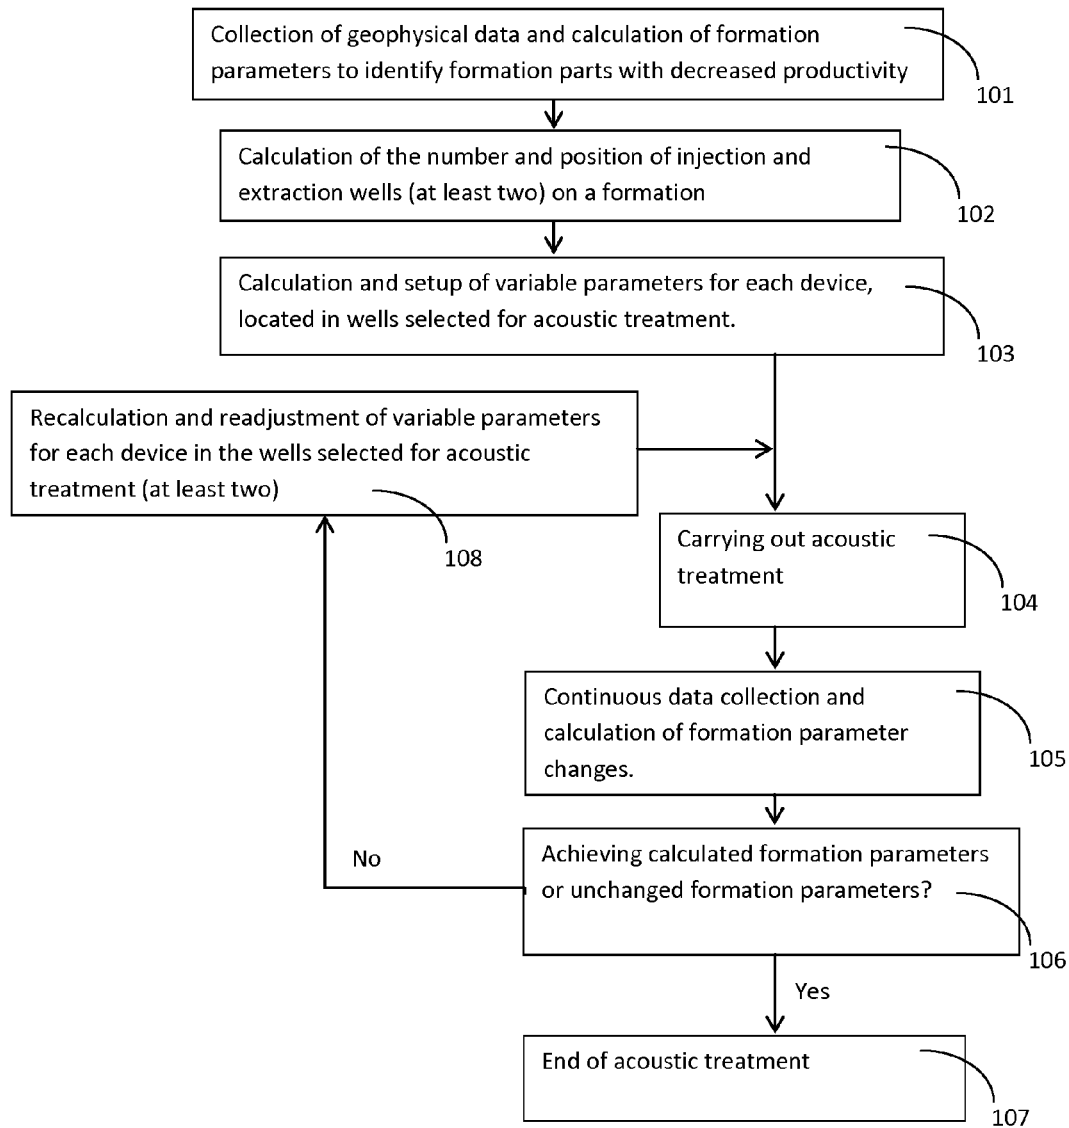 Collection of geophysical data and calculation of formation
parameters to identify formation parts with decreased productivity
101
Calculation of the number and position of injection and
extraction wells (at least two) on a formation
102
Calculation and setup of variable parameters for each device,
located in wells selected for acoustic treatment.
103
Recalculation and readjustment of variable parameters
for each device in the wells selected for acoustic
treatment (at least two)
108
Carrying out acoustic
treatment
104
Continuous data collection and
calculation of formation parameter
changes.
105
No
Achieving calculated formation parameters
or unchanged formation parameters?
106
Yes
End of acoustic treatment
107